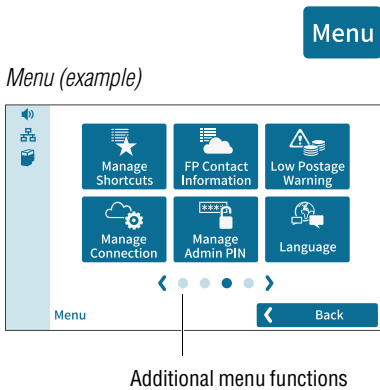 Menu
Menu (example)
Manage
Shortcuts
FP Contact
Information
Low Postage
Warning
Manage
Connection
****
Manage
Admin PIN
Language
Menu
Back
Additional menu functions